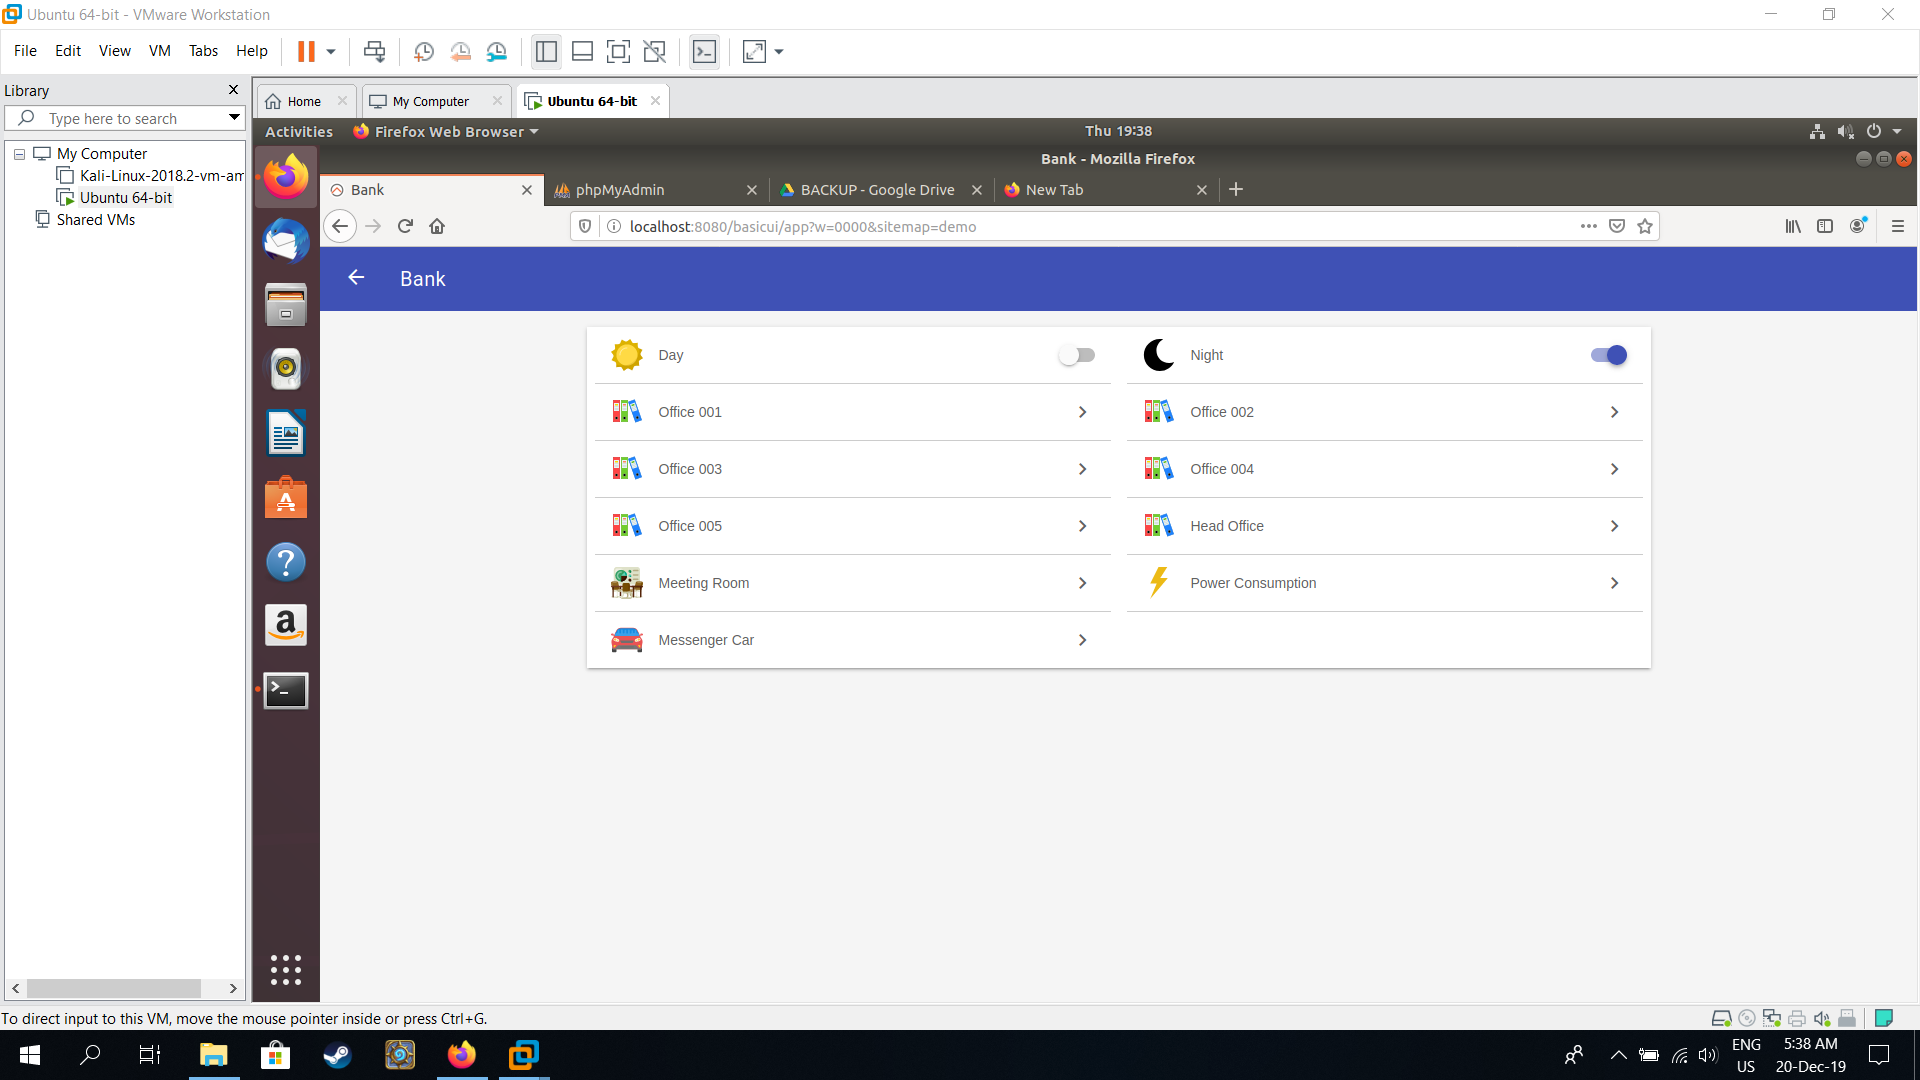 Ubuntu 64-bit - VMware Workstation
File Edit View VM Tabs Help
Library
Type here to search
My Computer
Kali-Linux-2018.2-vm-am
Ubuntu 64-bit
Shared VMs
Home
My Computer
Ubuntu 64-bit
Activities
Firefox Web Browser
Thu 19:38
Bank - Mozilla Firefox
Bank
phpMyAdmin
BACKUP - Google Drive
New Tab
localhost:8080/basicui/app?w=0000&sitemap=demo
Bank
Day
Night
Office 001
Office 002
Office 003
Office 004
Office 005
Head Office
Meeting Room
Power Consumption
Messenger Car
To direct input to this VM, move the mouse pointer inside or press Ctrl+G.
ENG
US
5:38 AM
20-Dec-19